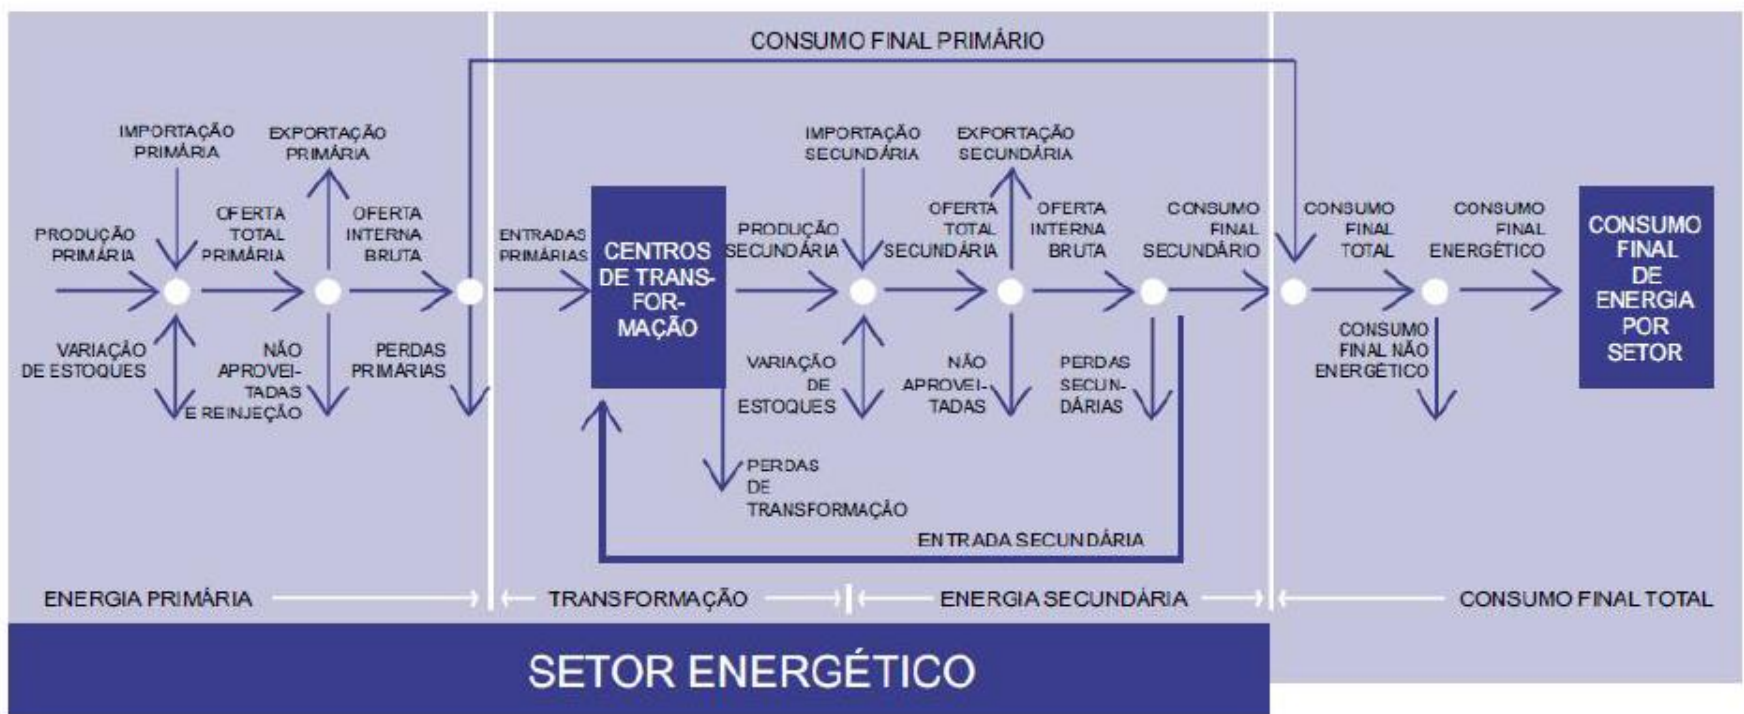 CONSUMO FINAL PRIMÁRIO
IMPORTAÇÃO
PRIMÁRIA
EXPORTAÇÃO
PRIMÁRIA
PRODUÇÃO
PRIMÁRIA
OFERTA
TOTAL
PRIMÁRIA
OFERTA
INTERNA
BRUTA
VARIAÇÃO
DE ESTOQUES
NÃO
APROVEI-
TADAS
E REINJEÇÃO
PERDAS
PRIMÁRIAS
ENTRADAS
PRIMÁRIAS
CENTROS
DE TRANS-
FOR-
MAÇÃO
PERDAS
DE
TRANSFORMAÇÃO
PRODUÇÃO
SECUNDÁRIA
IMPORTAÇÃO
SECUNDÁRIA
EXPORTAÇÃO
SECUNDÁRIA
OFERTA
TOTAL
SECUNDÁRIA
OFERTA
INTERNA
BRUTA
CONSUMO
FINAL
SECUNDÁRIO
VARIAÇÃO
DE
ESTOQUES
NÃO
APROVEI-
TADAS
PERDAS
SECUN-
DÁRIAS
ENTRADA SECUNDÁRIA
CONSUMO
FINAL
TOTAL
CONSUMO
FINAL
ENERGÉTICO
CONSUMO
FINAL NÃO
ENERGÉTICO
CONSUMO
FINAL
DE
ENERGIA
POR
SETOR
ENERGIA PRIMÁRIA
TRANSFORMAÇÃO
ENERGIA SECUNDÁRIA
CONSUMO FINAL TOTAL
SETOR ENERGÉTICO